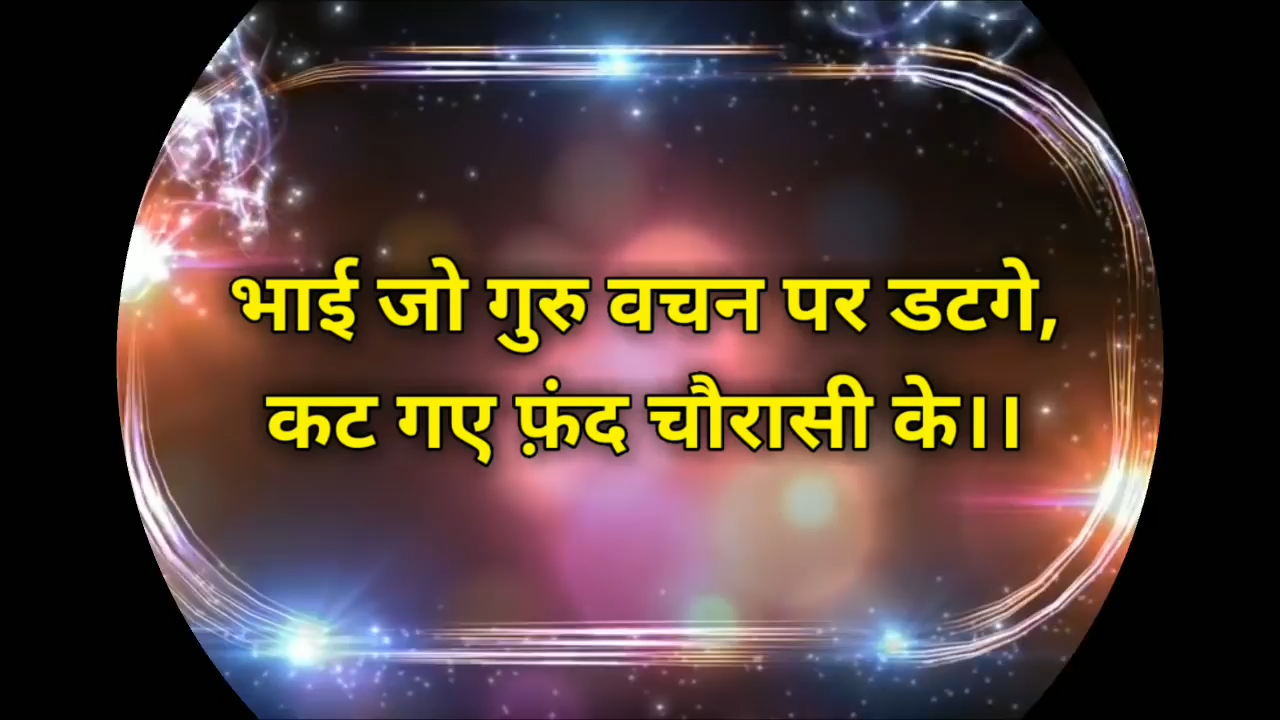 भाई जो गुरु वचन पर डटगे,
कट गए फ़ंद चौरासी के।।